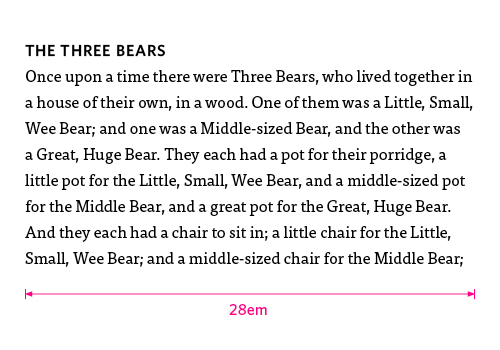 THE THREE BEARS
Once upon a time there were Three Bears, who lived together in
a house of their own, in a wood. One of them was a Little, Small,
Wee Bear; and one was a Middle-sized Bear, and the other was
a Great, Huge Bear. They each had a pot for their porridge, a
little pot for the Little, Small, Wee Bear, and a middle-sized pot
for the Middle Bear, and a great pot for the Great, Huge Bear.
And they each had a chair to sit in; a little chair for the Little,
Small, Wee Bear; and a middle-sized chair for the Middle Bear;
28em